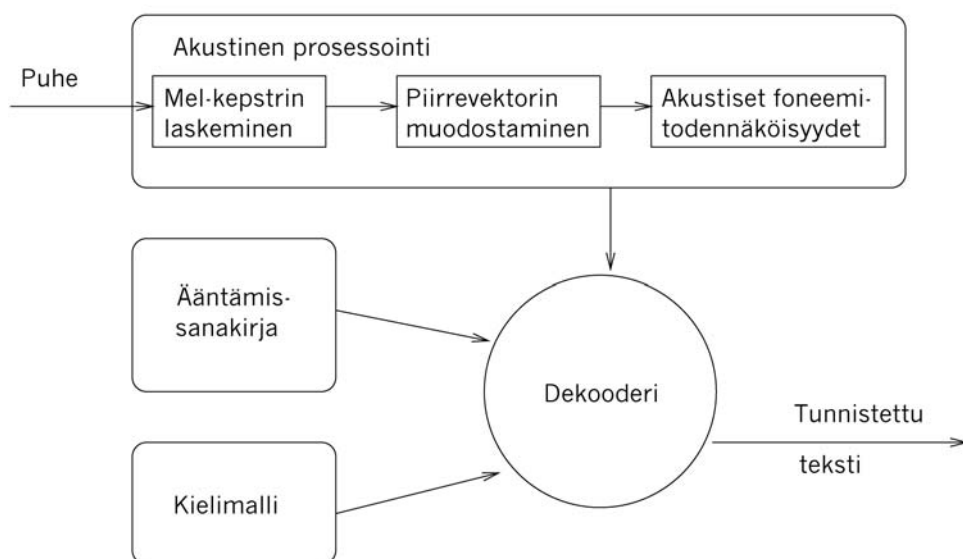 Akustinen prosessointi
Puhe
Mel-kepstrin
laskeminen
Piirrevektorin
muodostaminen
Akustiset foneemi-
todennäköisyydet
Ääntämis-
sanakirja
Dekooderi
Tunnistettu
teksti
Kielimalli